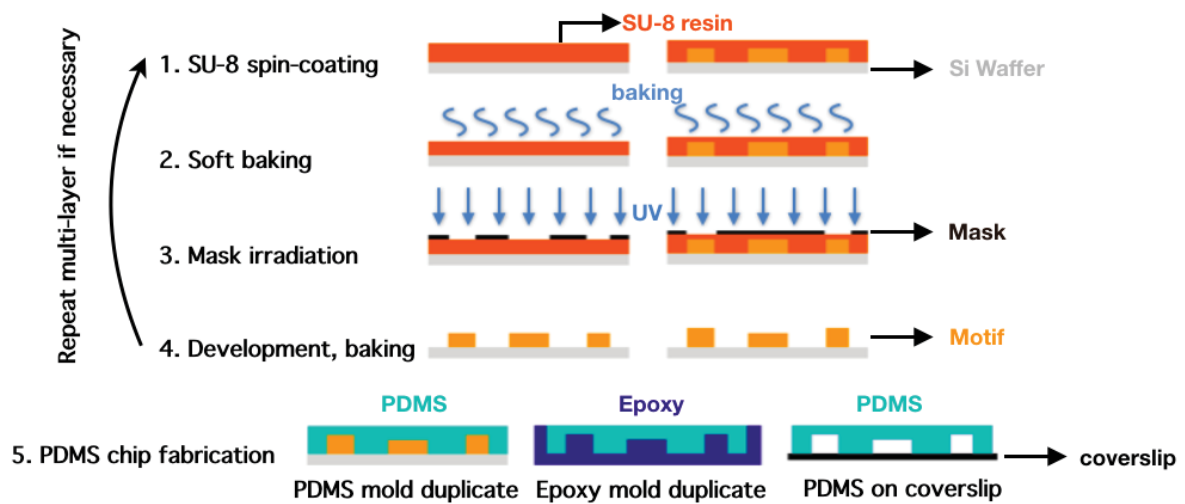 Repeat multi-layer if necessary
SU-8 resin
1. SU-8 spin-coating
Si Waffer
baking
2. Soft baking
UV
Mask
3. Mask irradiation
Motif
4. Development, baking
PDMS
Epoxy
PDMS
5. PDMS chip fabrication
coverslip
PDMS mold duplicate
Epoxy mold duplicate
PDMS on coverslip